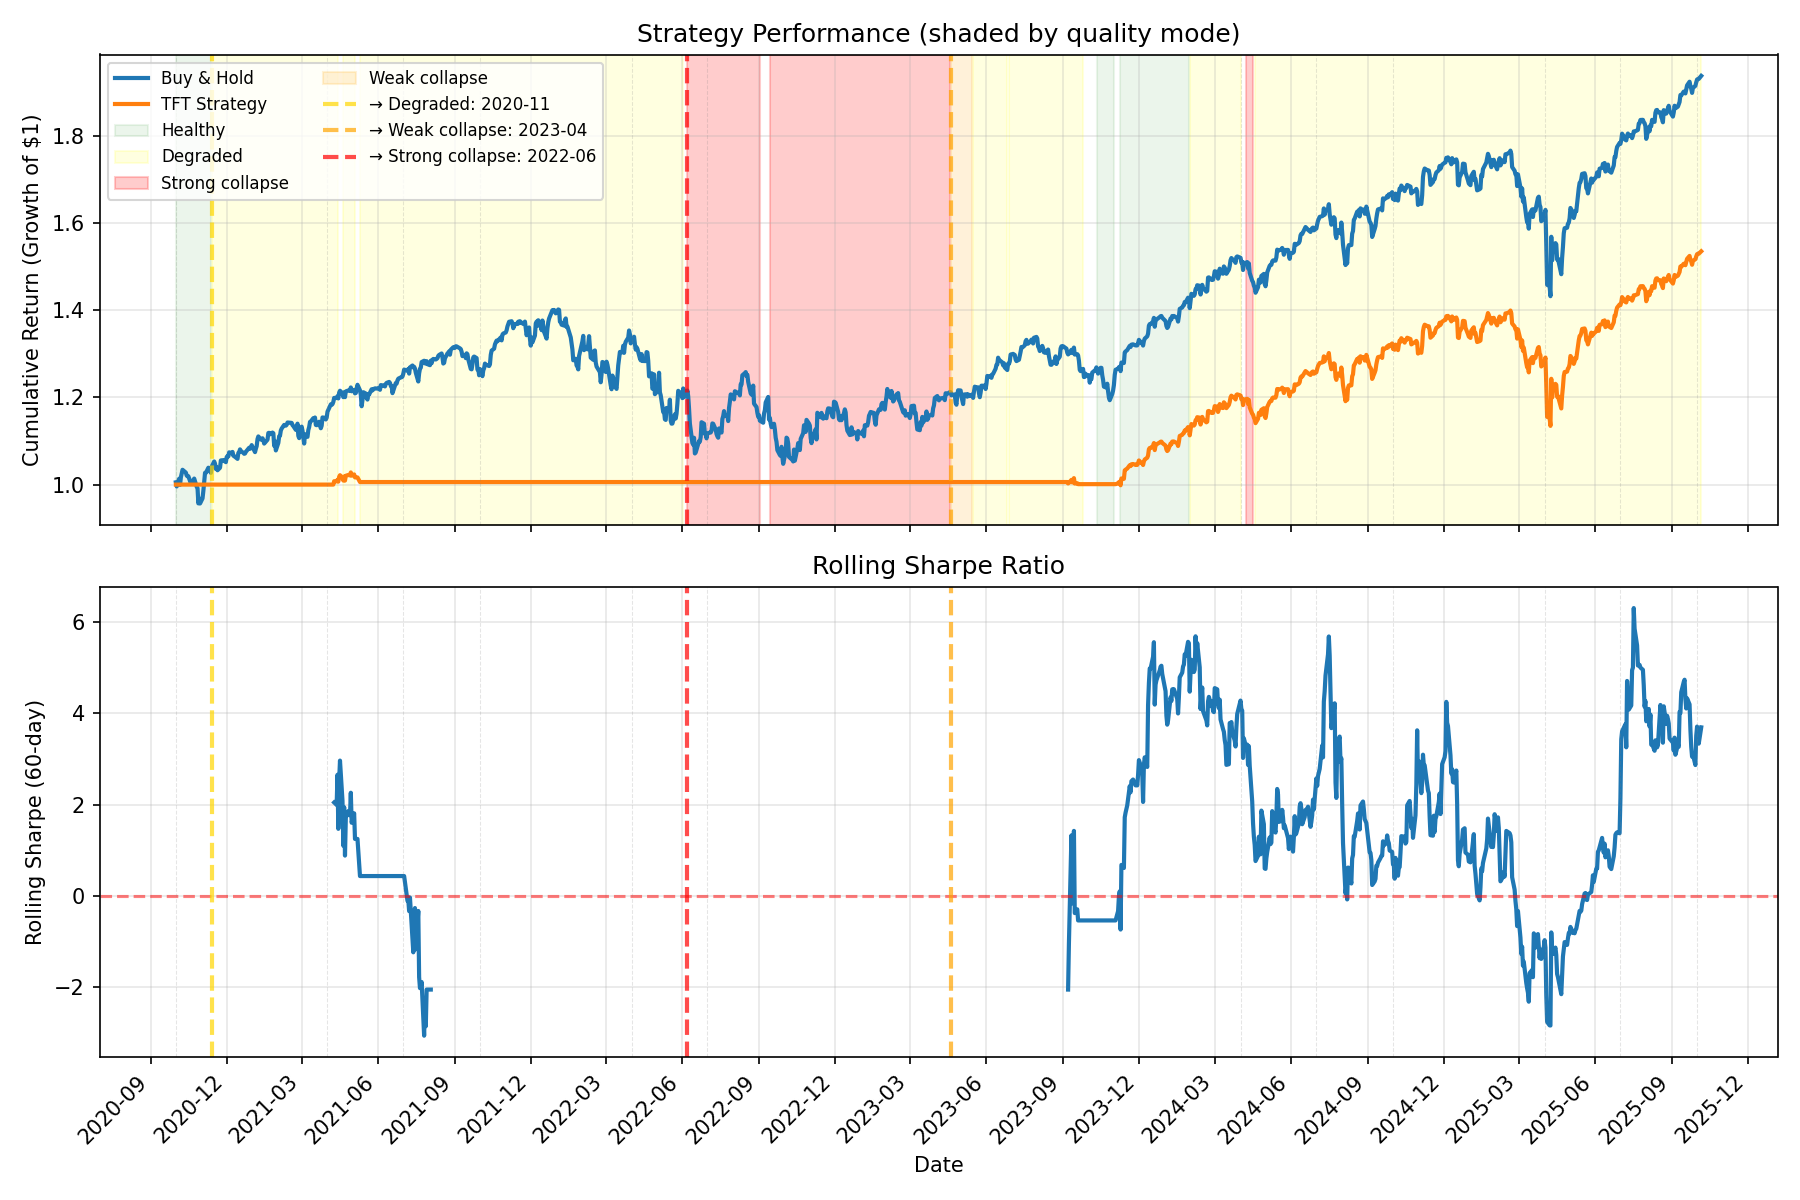 Strategy Performance (shaded by quality mode)
Cumulative Return (Growth of $1)
1.8
1.6
1.4
1.2
1.0
Buy & Hold
TFT Strategy
Healthy
Degraded
Strong collapse
Weak collapse
→ Degraded: 2020-11
→ Weak collapse: 2023-04
→ Strong collapse: 2022-06
Rolling Sharpe Ratio
Rolling Sharpe (60-day)
6
4
2
0
−2
2020-09
2020-12
2021-03
2021-06
2021-09
2021-12
2022-03
2022-06
2022-09
2022-12
2023-03
2023-06
2023-09
2023-12
2024-03
2024-06
2024-09
2024-12
2025-03
2025-06
2025-09
2025-12
Date